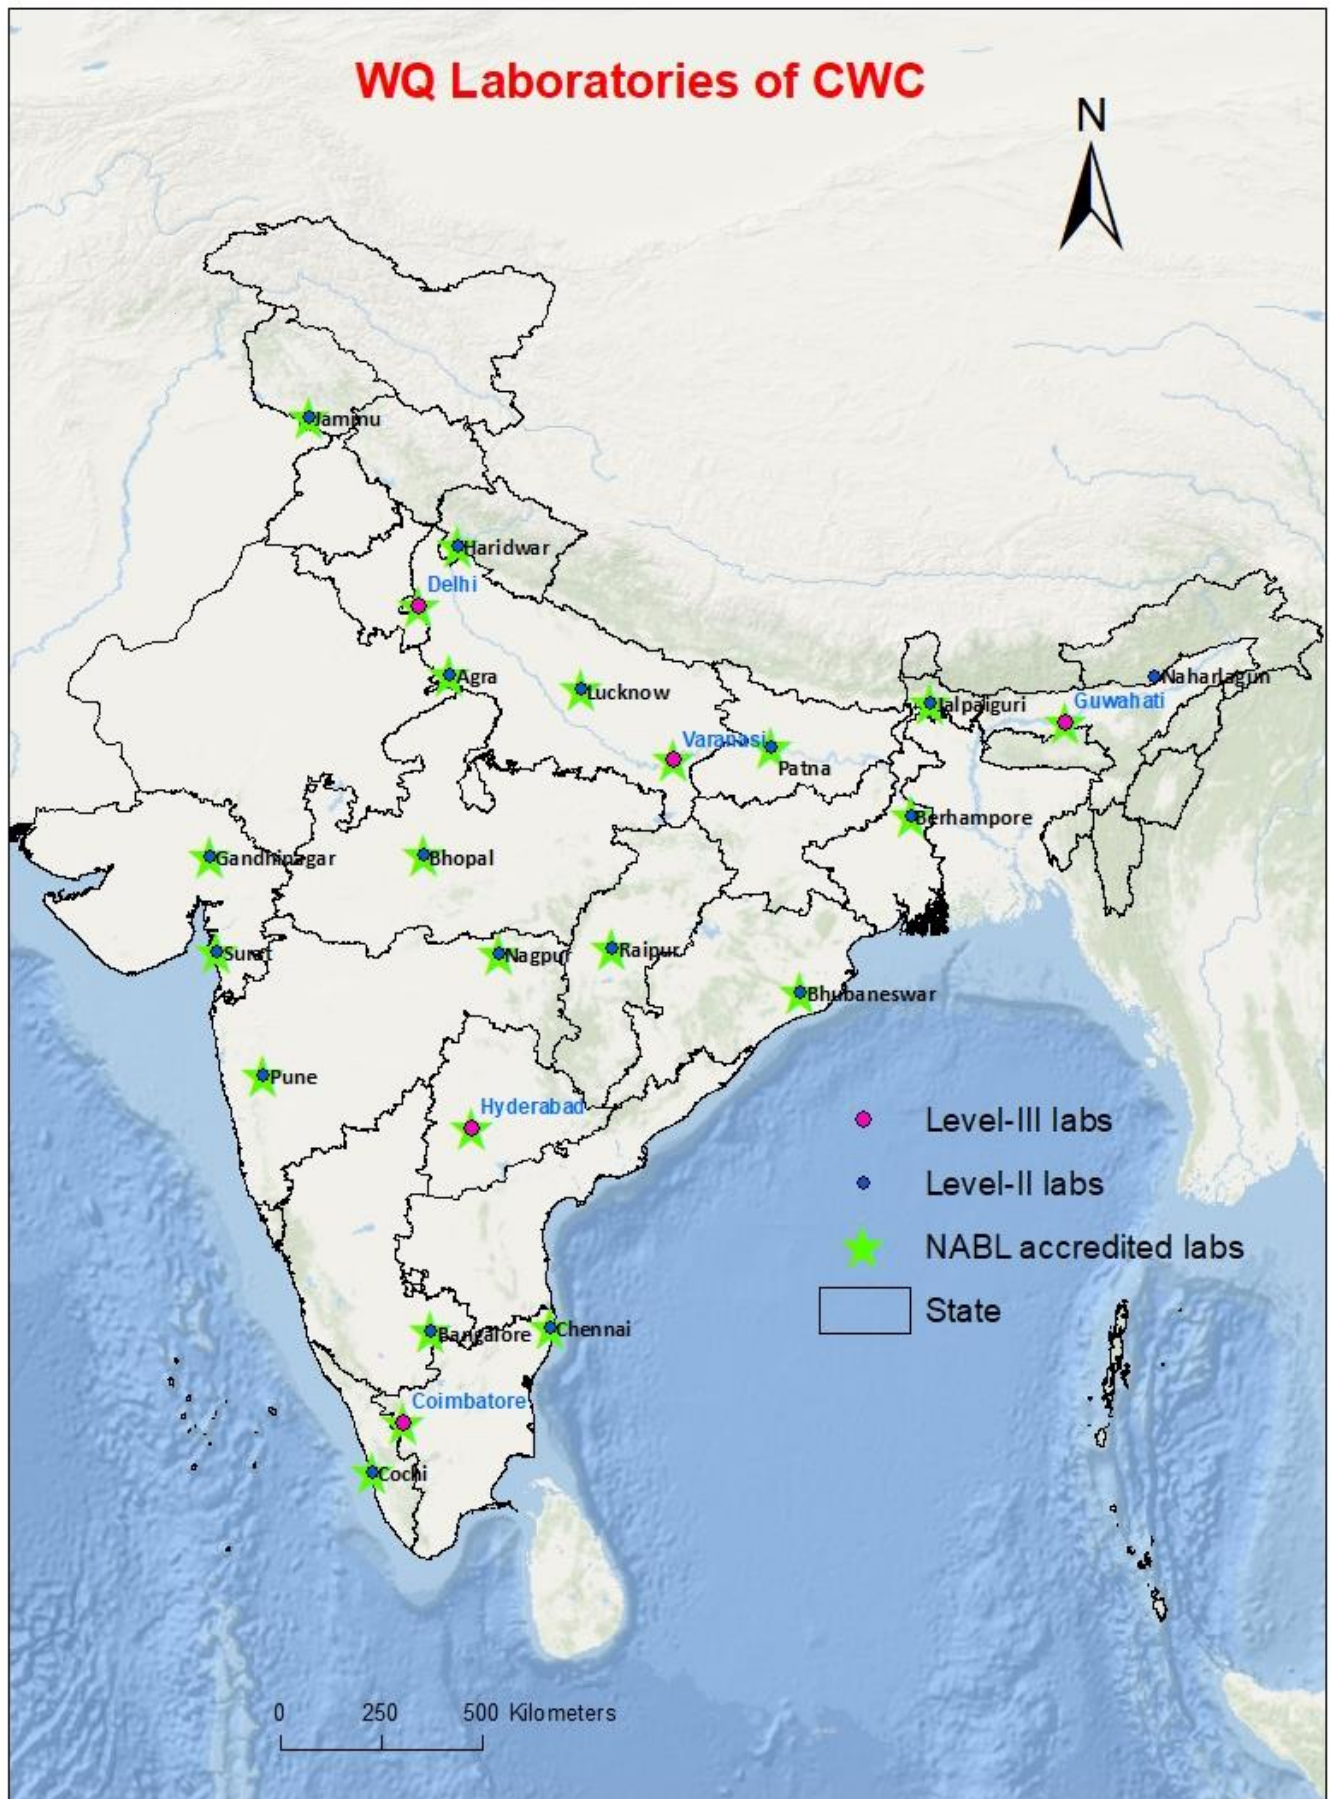 WQ Laboratories of CWC
N
Jammu
Haridwar
Delhi
Agra
Lucknow
Naharlagun
Jalpaiguri
Guwahati
Varanasi
Patna
Berhampore
Gandhinagar
Bhopal
Surat
Nagpur
Raipur
Bhubaneswar
Pune
Hyderabad
Level-III labs
Level-II labs
NABL accredited labs
State
Bangalore
Chennai
Coimbatore
Cochi
0 250 500 Kilometers